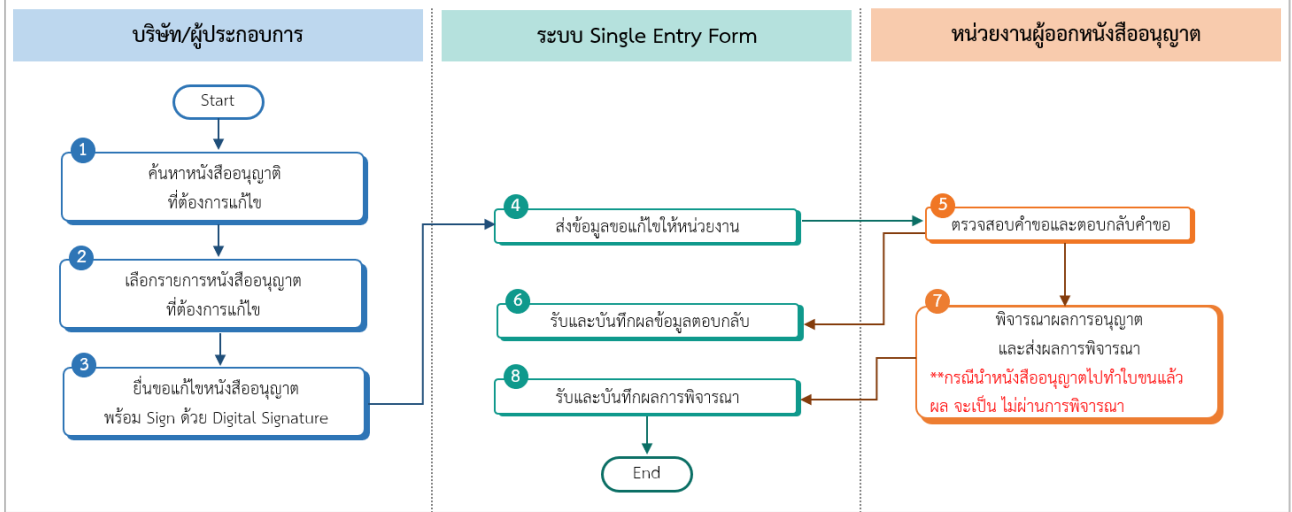 บริษัท/ผู้ประกอบการ
ระบบ Single Entry Form
หน่วยงานผู้ออกหนังสืออนุญาต
Start
1
ค้นหาหนังสืออนุญาติ
ที่ต้องการแก้ไข
2
เลือกรายการหนังสืออนุญาต
ที่ต้องการแก้ไข
3
ยื่นขอแก้ไขหนังสืออนุญาต
พร้อม Sign ด้วย Digital Signature
4
ส่งข้อมูลขอแก้ไขให้หน่วยงาน
5
ตรวจสอบคำขอและตอบกลับคำขอ
6
รับและบันทึกผลข้อมูลตอบกลับ
7
พิจารณาผลการอนุญาต
และส่งผลการพิจารณา
**กรณีนำหนังสืออนุญาตไปทำใบขนแล้ว
ผล จะเป็น ไม่ผ่านการพิจารณา
8
รับและบันทึกผลการพิจารณา
End